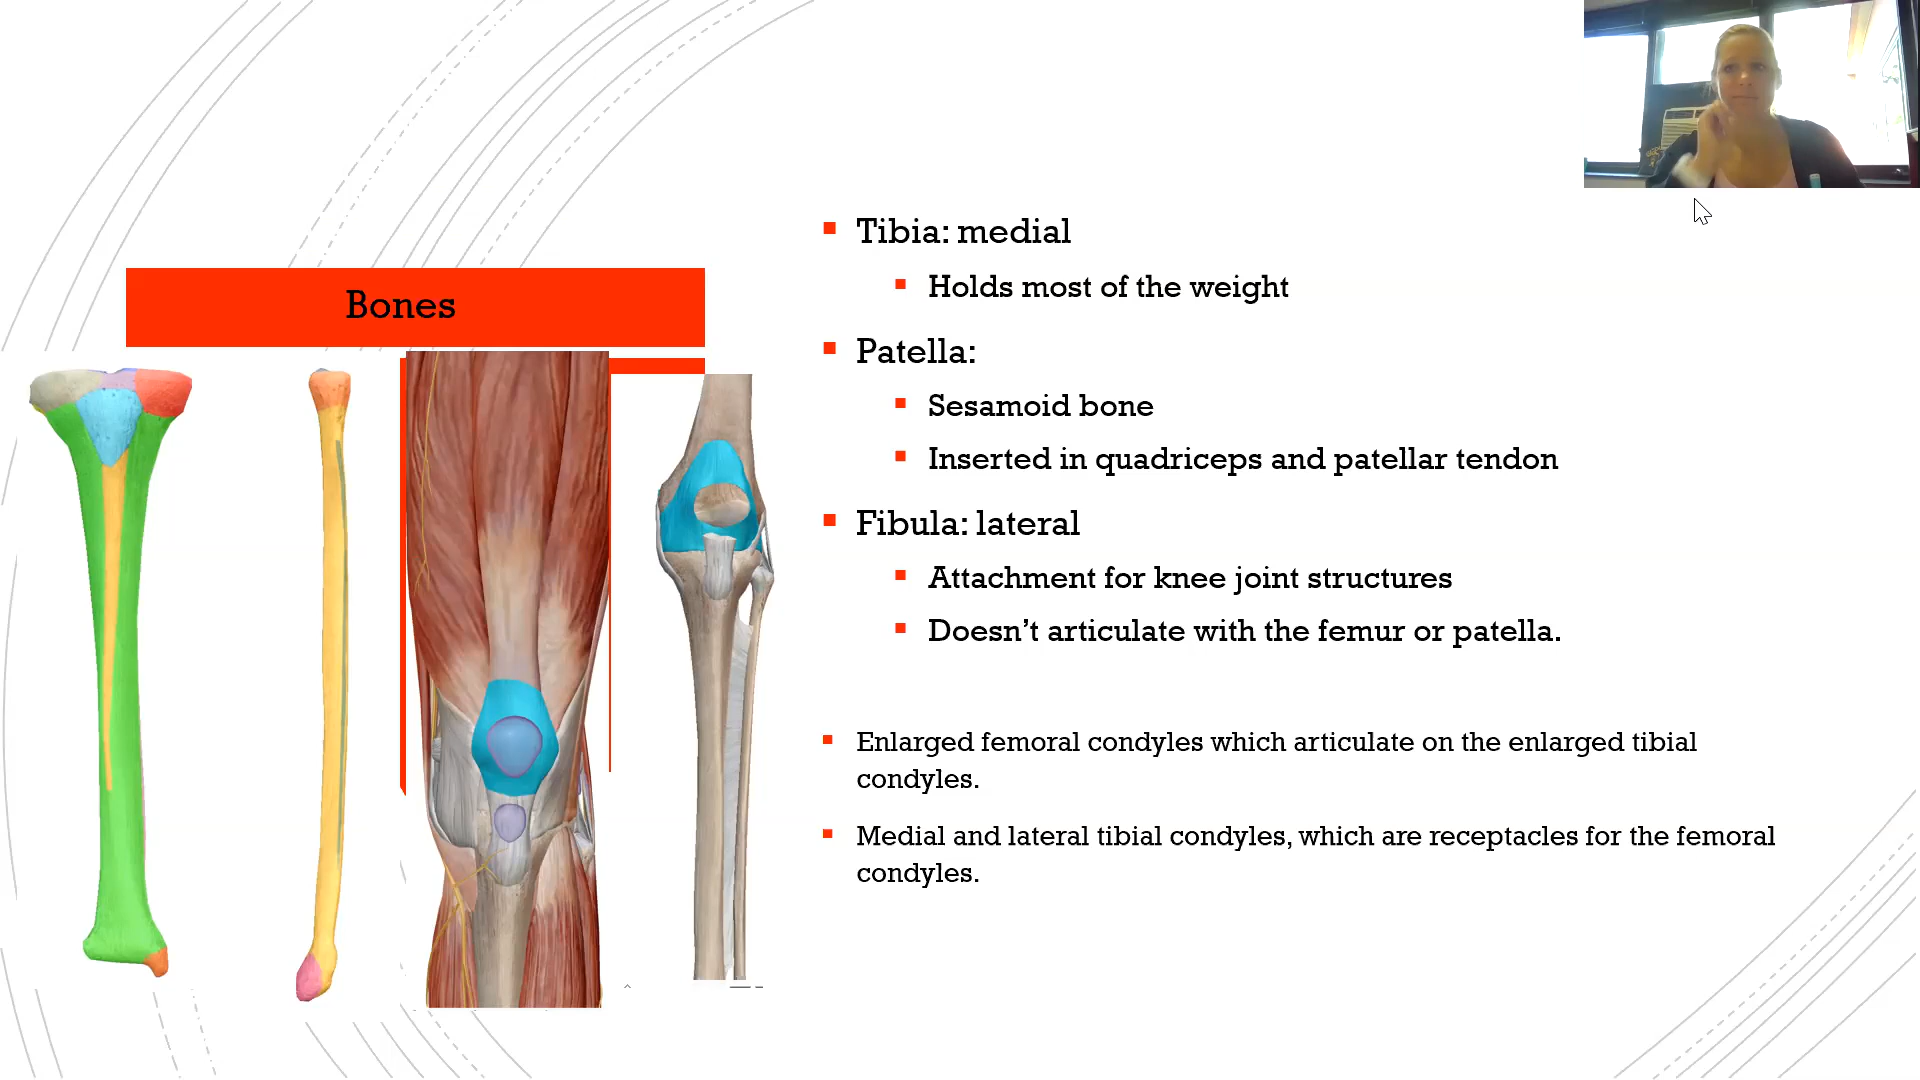 Bones
Tibia: medial
Holds most of the weight
Patella:
Sesamoid bone
Inserted in quadriceps and patellar tendon
Fibula: lateral
Attachment for knee joint structures
Doesn’t articulate with the femur or patella.
Enlarged femoral condyles which articulate on the enlarged tibial
condyles.
Medial and lateral tibial condyles, which are receptacles for the femoral
condyles.